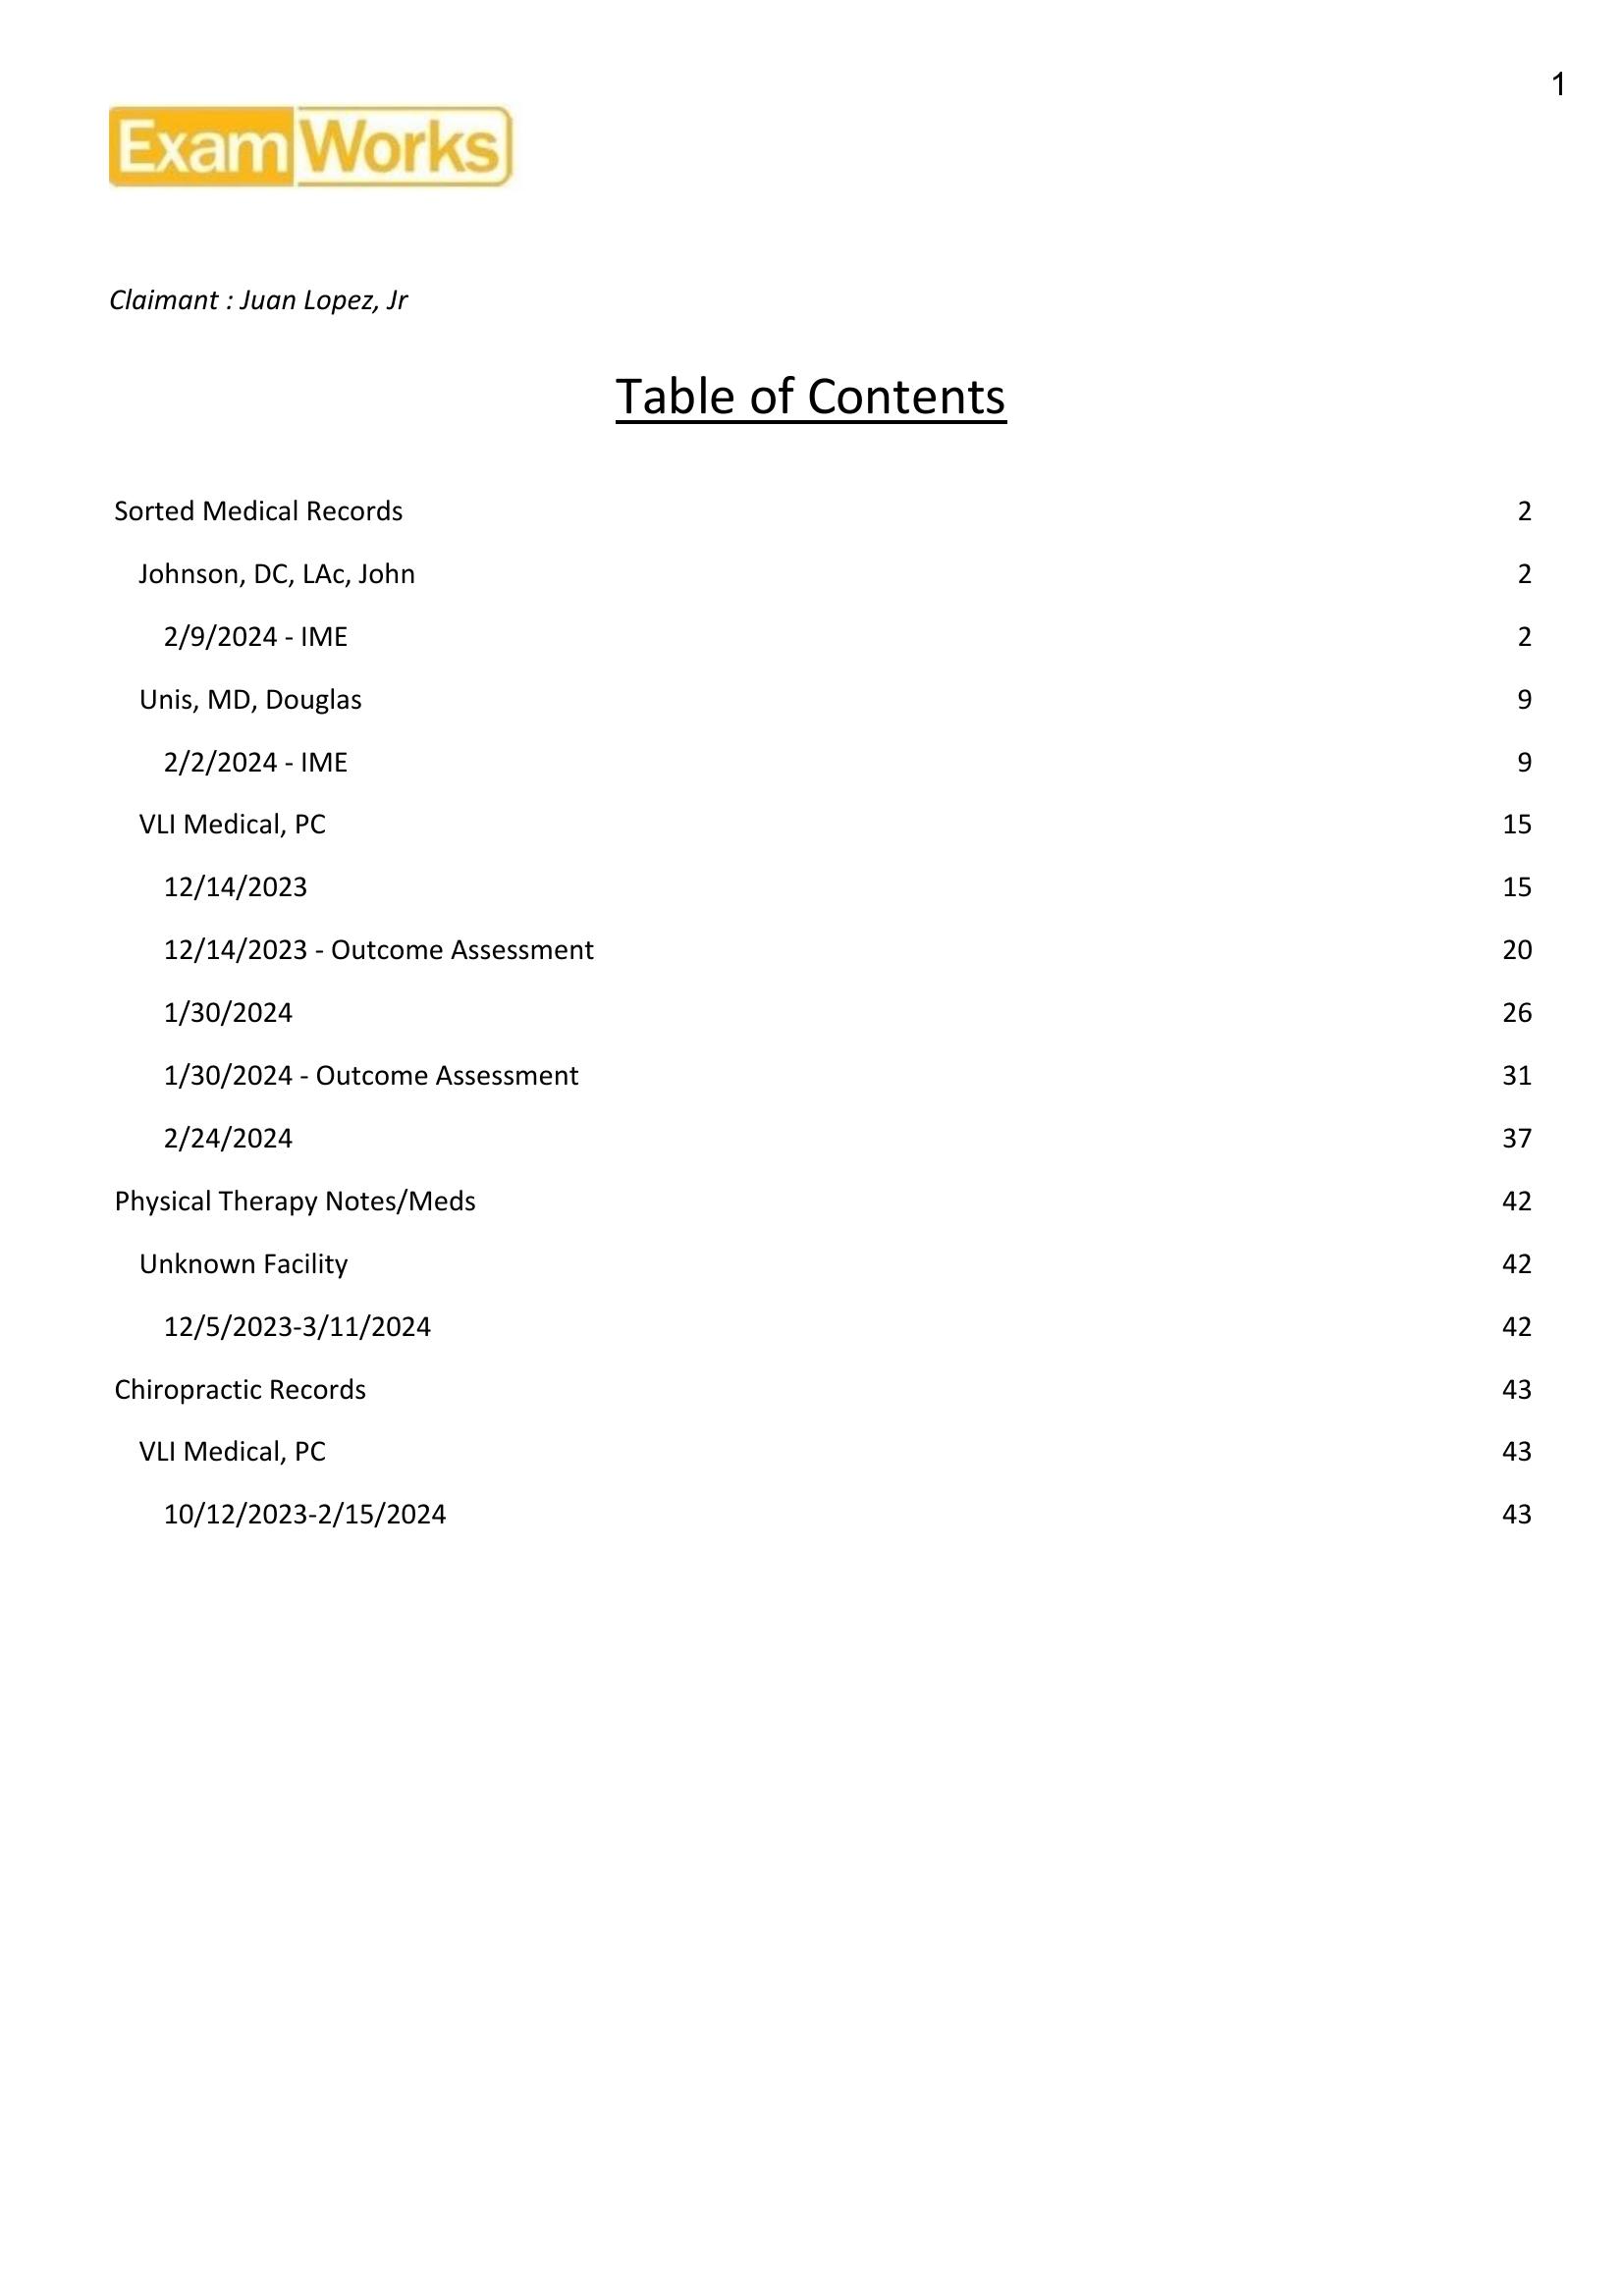 1
ExamWorks
Claimant : Juan Lopez, Jr
Table of Contents
Sorted Medical Records 2
Johnson, DC, LAc, John 2
2/9/2024 - IME 2
Unis, MD, Douglas 9
2/2/2024 - IME 9
VLI Medical, PC 15
12/14/2023 15
12/14/2023 - Outcome Assessment 20
1/30/2024 26
1/30/2024 - Outcome Assessment 31
2/24/2024 37
Physical Therapy Notes/Meds 42
Unknown Facility 42
12/5/2023-3/11/2024 42
Chiropractic Records 43
VLI Medical, PC 43
10/12/2023-2/15/2024 43